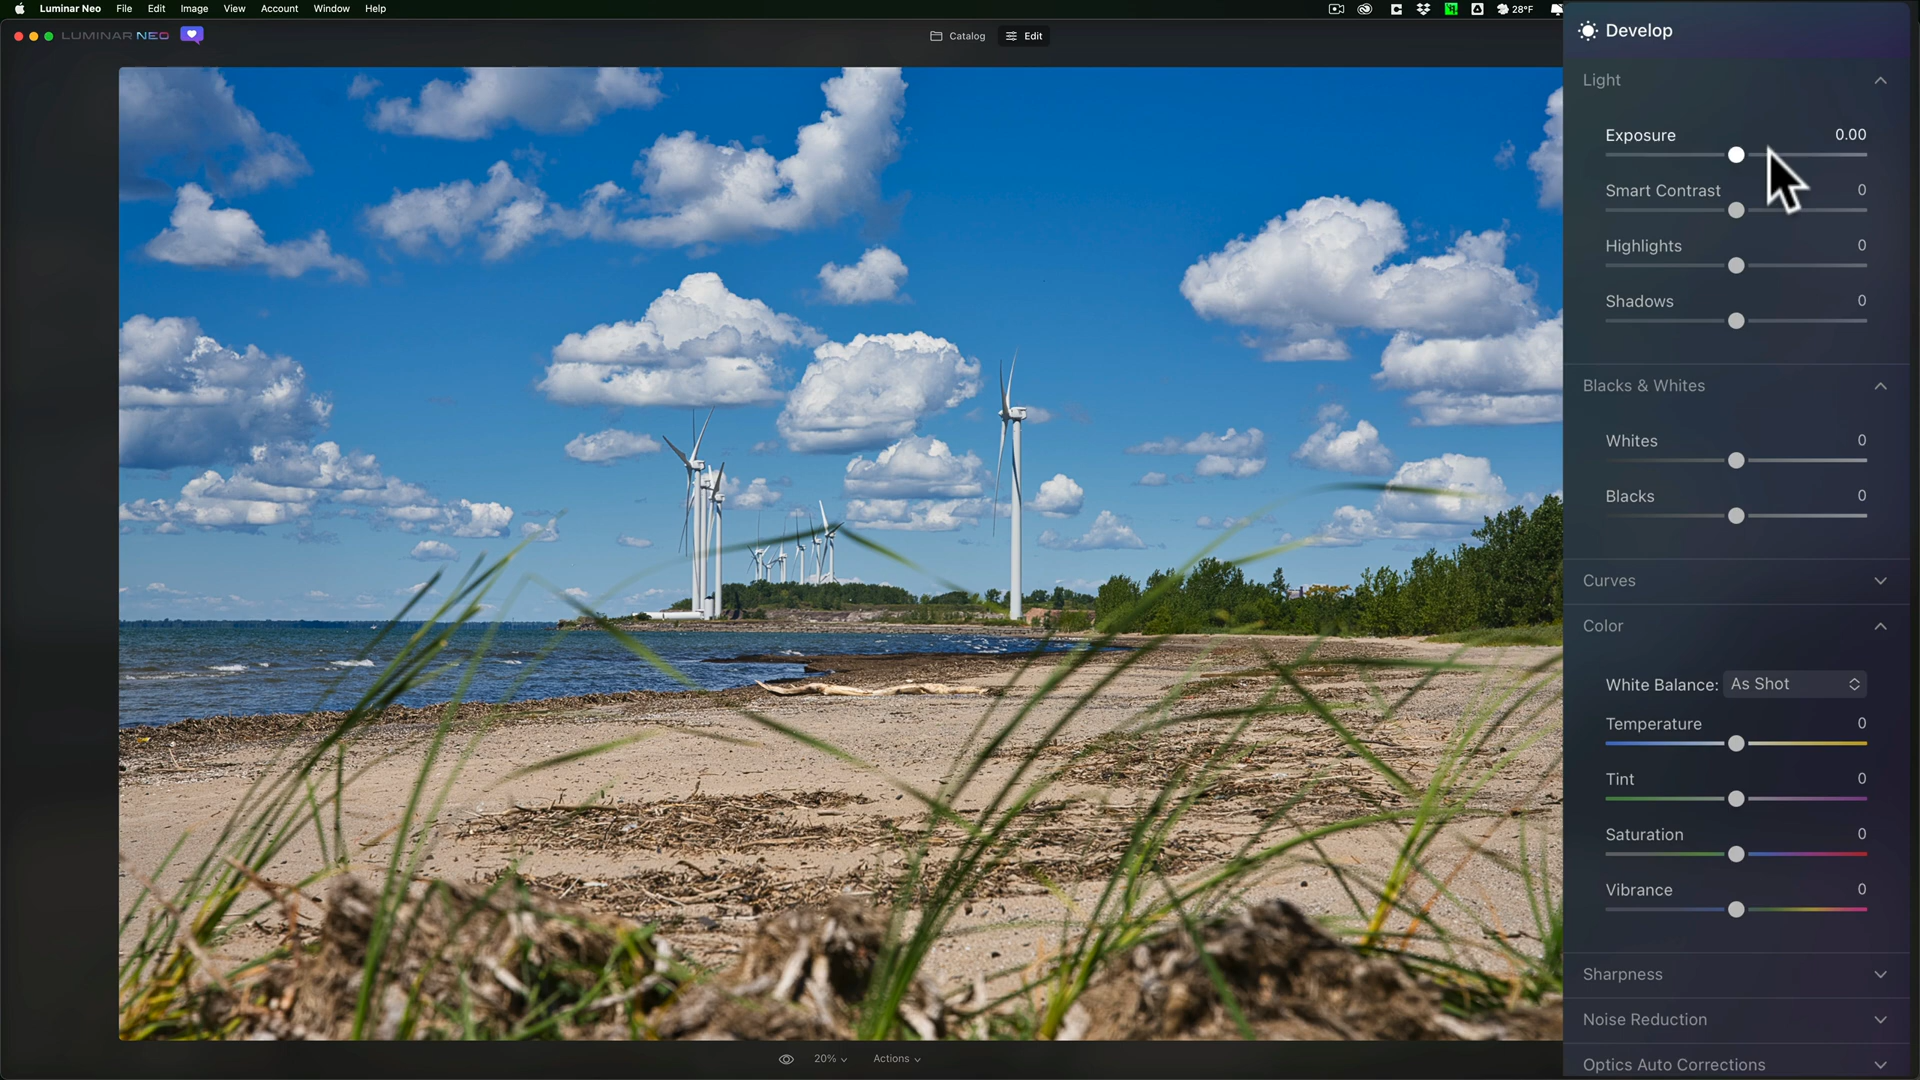 Luminar Neo File Edit Image View Account Window Help 28°F
LUMINAR NEO
Catalog Edit
Develop
Light
Exposure 0.00
Smart Contrast 0
Highlights 0
Shadows 0
Blacks & Whites
Whites 0
Blacks 0
Curves
Color
White Balance: As Shot
Temperature 0
Tint 0
Saturation 0
Vibrance 0
Sharpness
Noise Reduction
Optics Auto Corrections
20% Actions